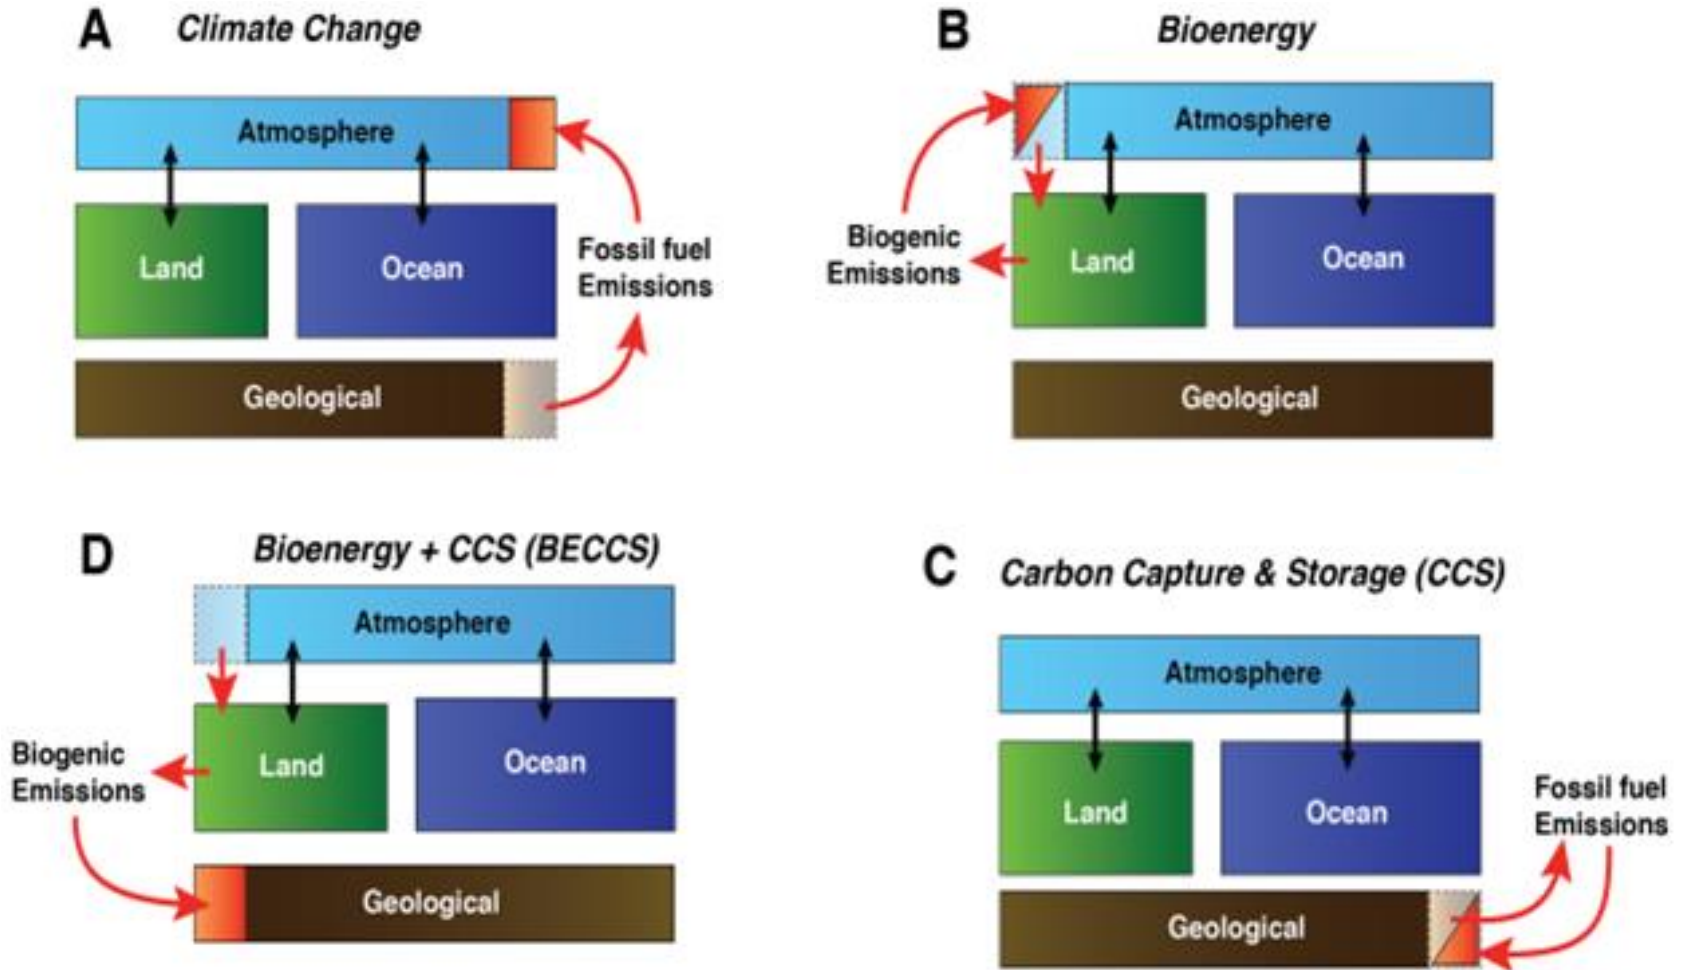 A Climate Change
Atmosphere
Land
Ocean
Fossil fuel
Emissions
Geological
B Bioenergy
Atmosphere
Biogenic
Emissions
Land
Ocean
Geological
D Bioenergy + CCS (BECCS)
Atmosphere
Biogenic
Emissions
Land
Ocean
Geological
C Carbon Capture & Storage (CCS)
Atmosphere
Land
Ocean
Fossil fuel
Emissions
Geological